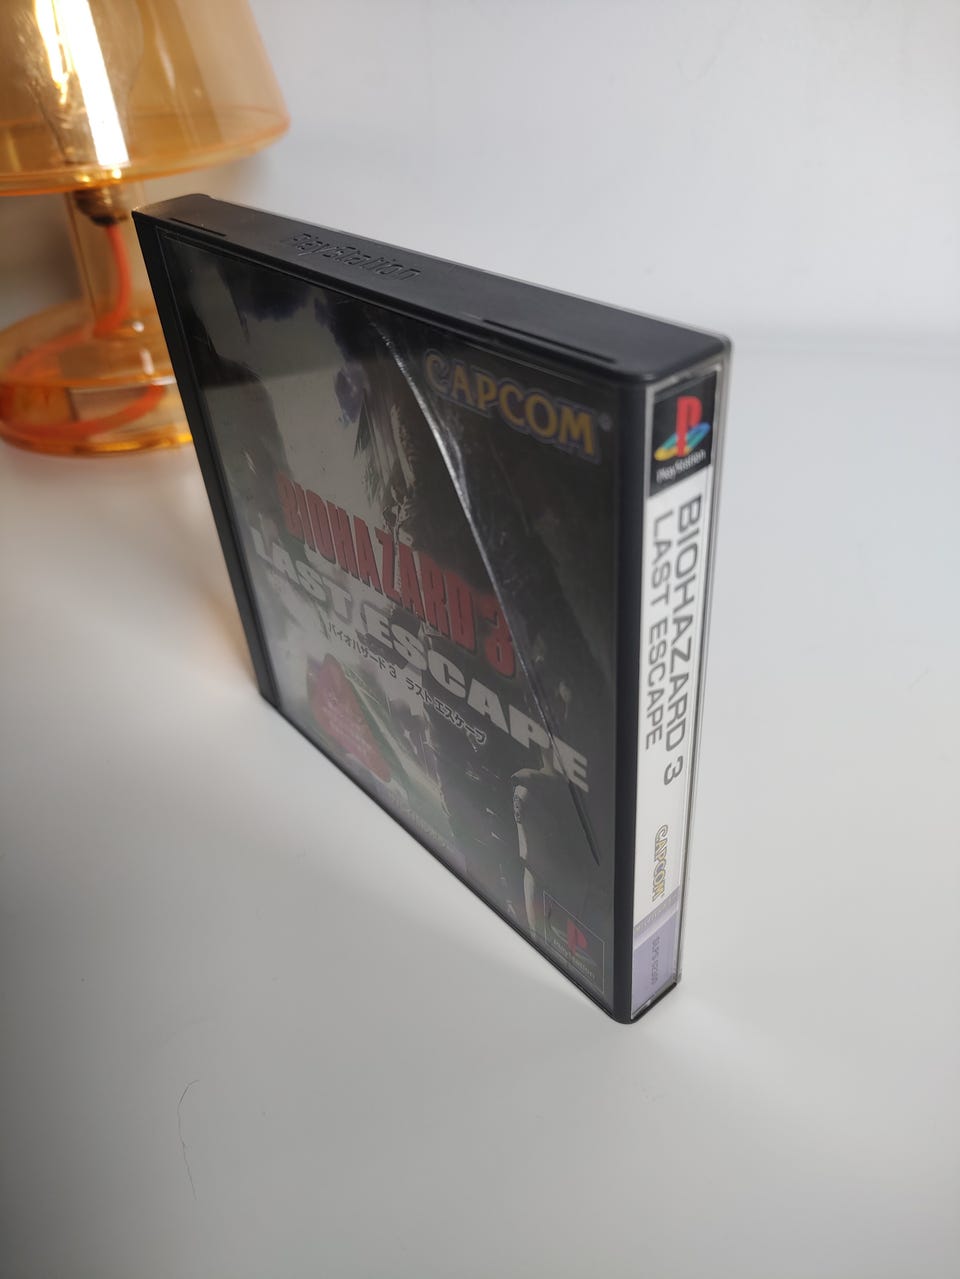 PlayStation
CAPCOM
BIOHAZARD 3
LAST ESCAPE
バイオハザード3 ラストエスケープ
PlayStation
PlayStation
BIOHAZARD 3
LAST ESCAPE
CAPCOM